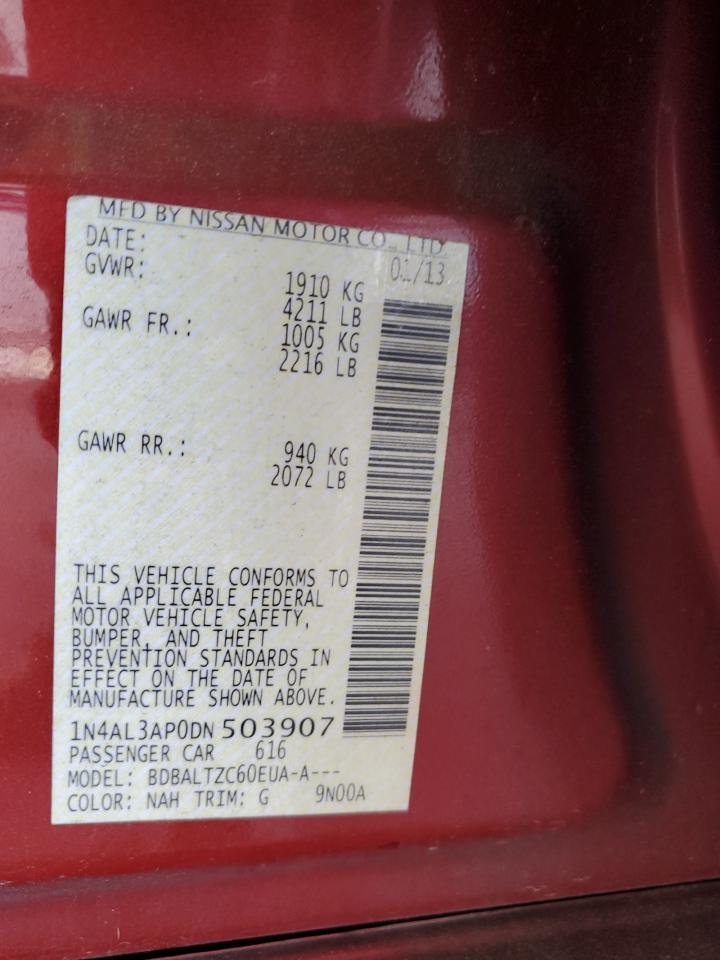 MFD BY NISSAN MOTOR CO., LTD.
DATE: 01/13
GVWR: 1910 KG
4211 LB
GAWR FR.: 1005 KG
2216 LB
GAWR RR.: 940 KG
2072 LB
THIS VEHICLE CONFORMS TO
ALL APPLICABLE FEDERAL
MOTOR VEHICLE SAFETY,
BUMPER, AND THEFT
PREVENTION STANDARDS IN
EFFECT ON THE DATE OF
MANUFACTURE SHOWN ABOVE.
1N4AL3AP0DN503907
PASSENGER CAR 616
MODEL: BDBALTZC60EUA-A---
COLOR: NAH TRIM: G 9N00A